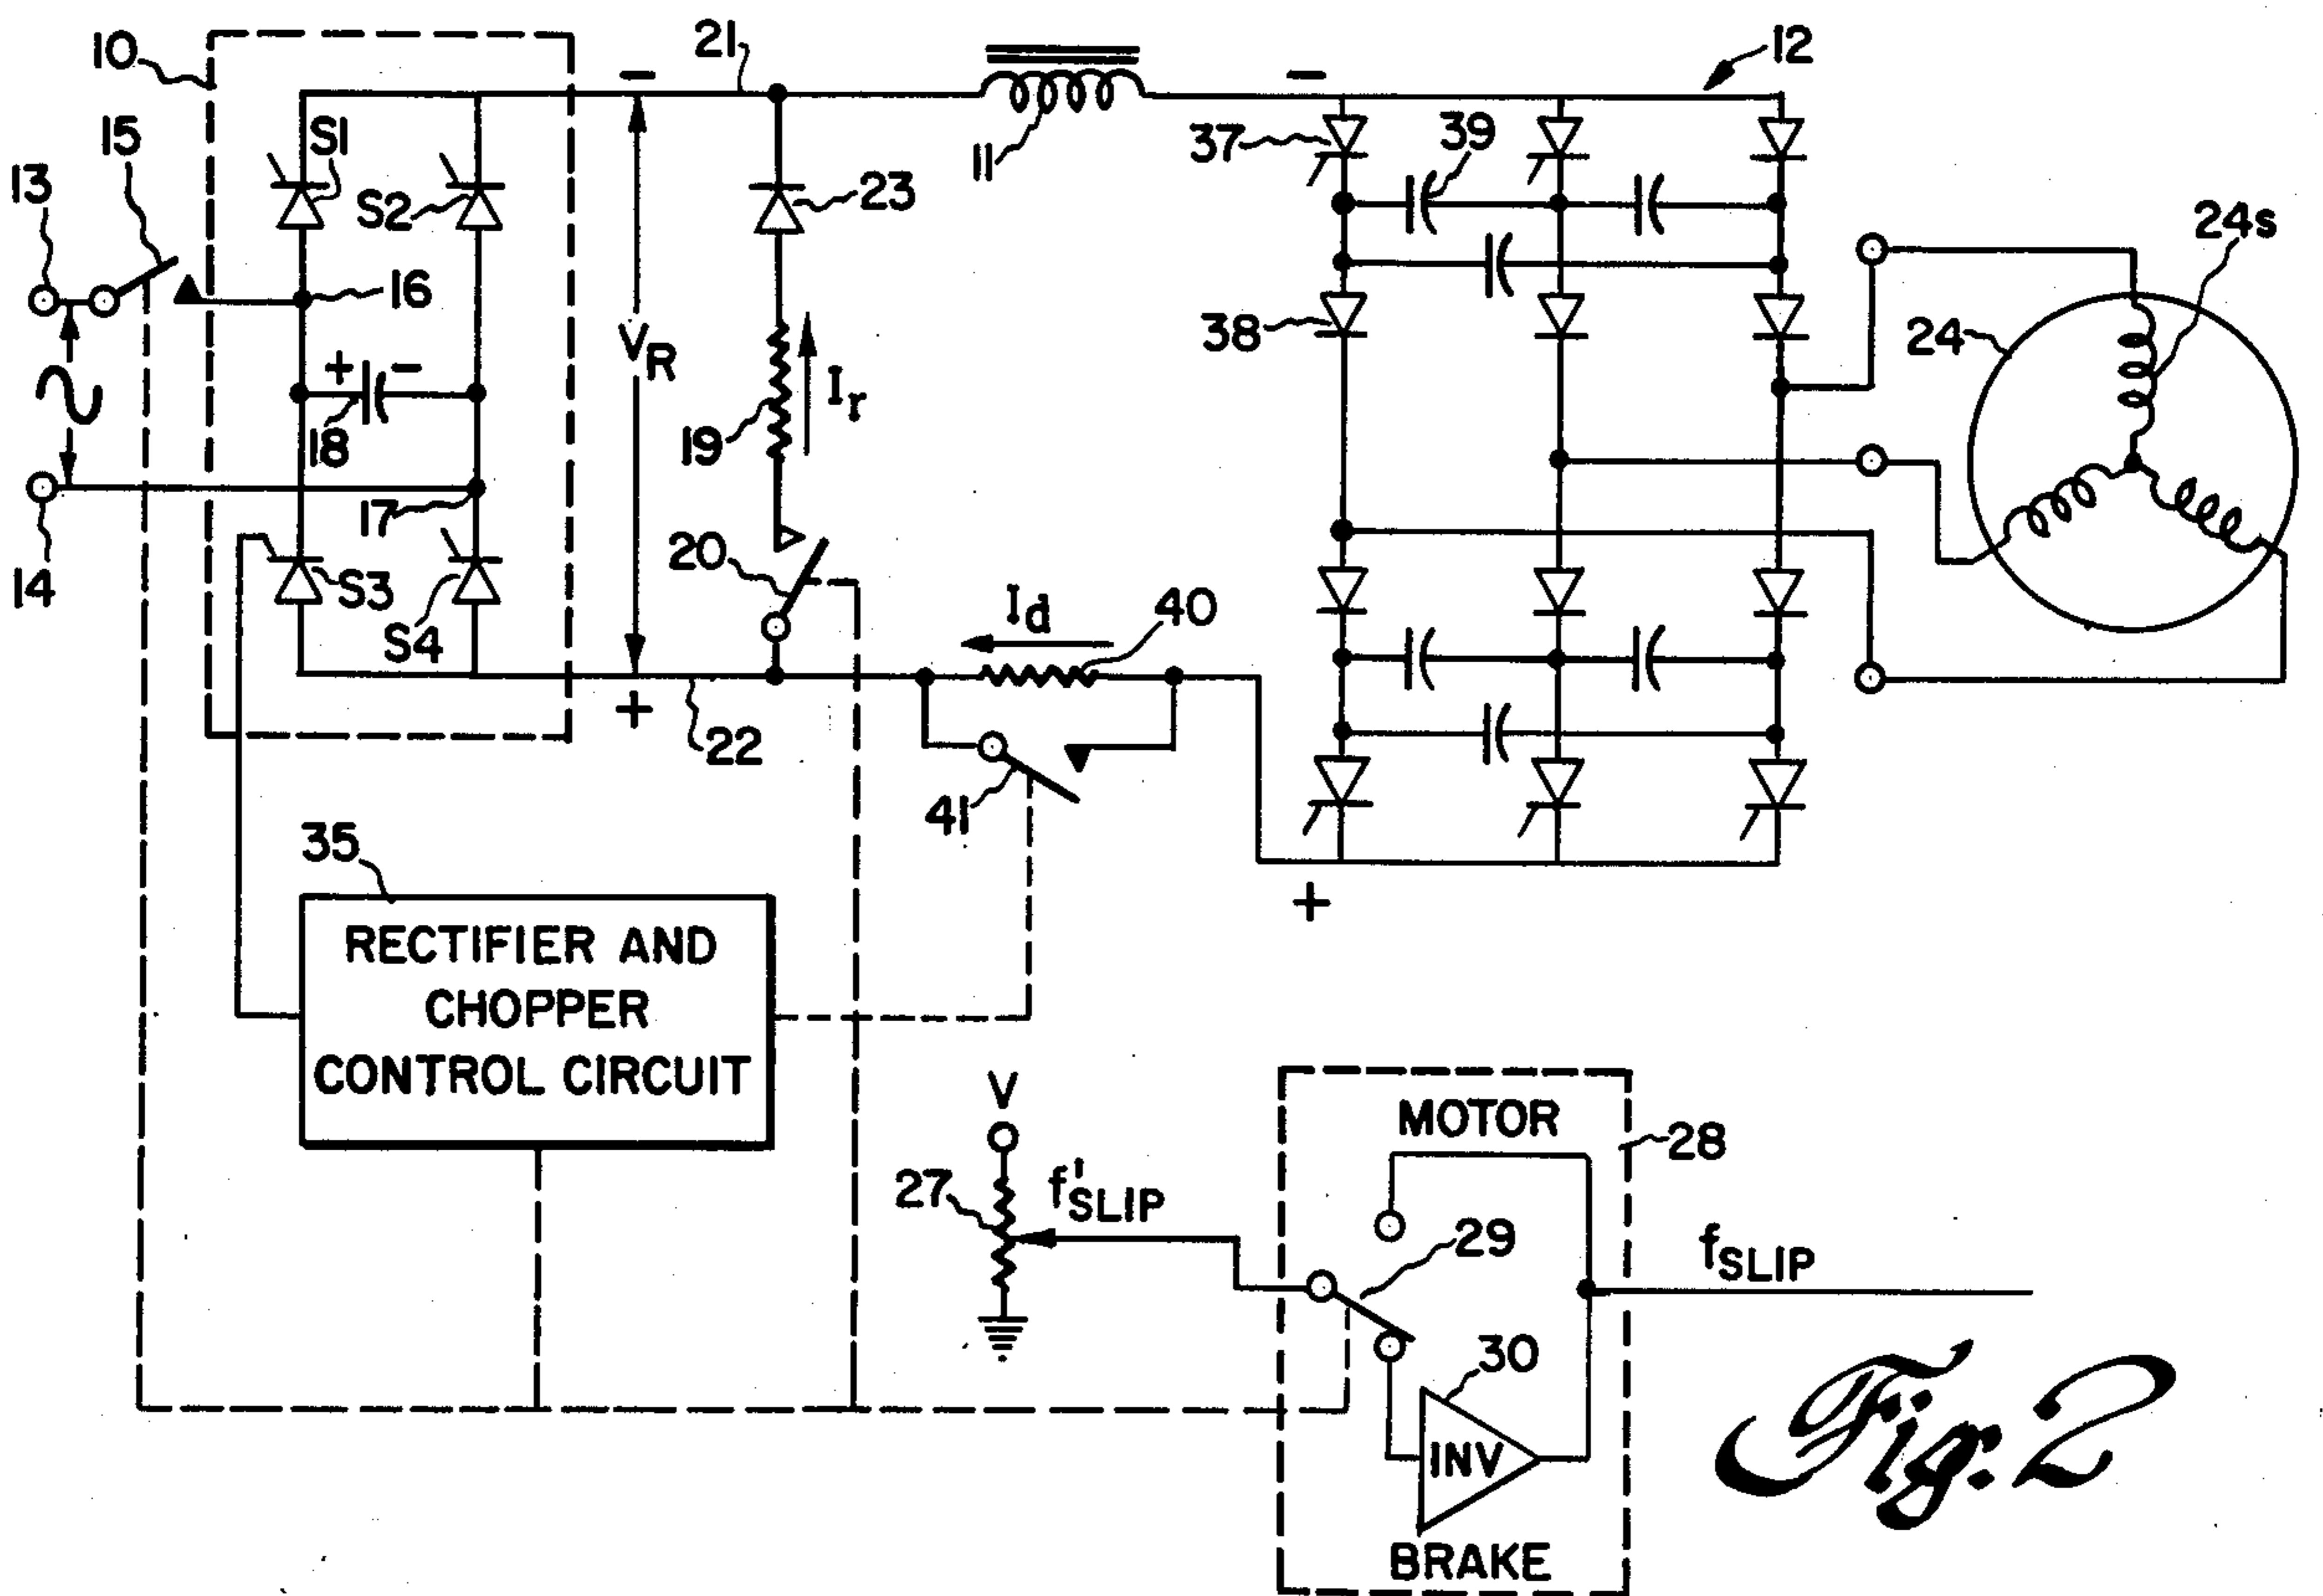 10
21
12
-
-
15
S1
37
39
11
13
S2
23
24s
16
24
38
VR
+ -
Ir
18
19
17
20
14
S3
Id
40
S4
+
22
41
35
+
RECTIFIER AND
CHOPPER
CONTROL CIRCUIT
V
MOTOR
28
27
f'SLIP
29
fSLIP
30
INV
BRAKE
Fig. 2